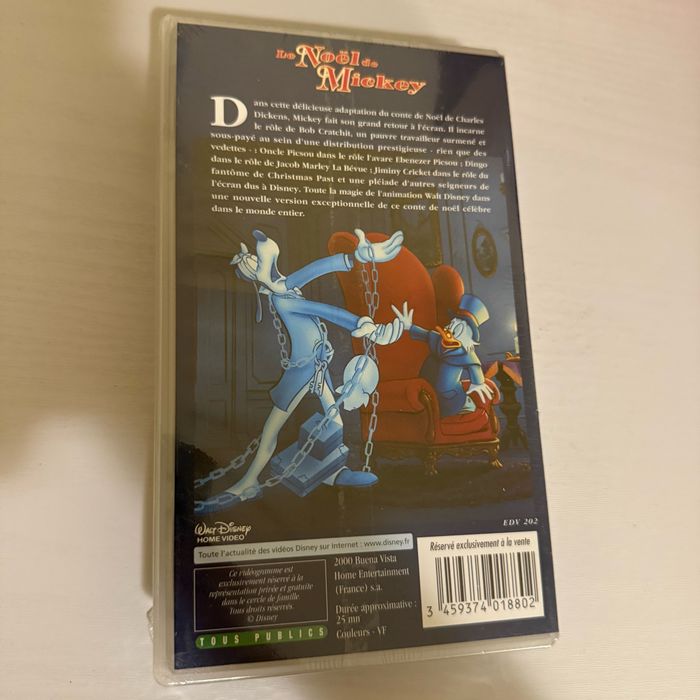 Le Noël de
Mickey
Dans cette délicieuse adaptation du conte de Noël de Charles
Dickens, Mickey fait son grand retour à l'écran. Il incarne
le rôle de Bob Cratchit, un pauvre travailleur surmené et
sous-payé au sein d'une distribution prestigieuse - rien que des
vedettes - : Oncle Picsou dans le rôle l'avare Ebenezer Picsou ; Dingo
dans le rôle de Jacob Marley La Bévue ; Jiminy Cricket dans le rôle du
fantôme de Christmas Past et une pléiade d'autres seigneurs de
l'écran dus à Disney. Toute la magie de l'animation Walt Disney dans
une nouvelle version exceptionnelle de ce conte de noël célèbre
dans le monde entier.
EDV 202
Walt Disney
HOME VIDEO
Toute l'actualité des vidéos Disney sur Internet : www.disney.fr
Ce vidéogramme est
exclusivement réservé à la
représentation privée et gratuite
dans le cercle de famille.
Tous droits réservés.
© Disney
TOUS PUBLICS
2000 Buena Vista
Home Entertainment
(France) s.a.
Durée approximative :
25 mn
Couleurs - VF
Réservé exclusivement à la vente
3 459374 018802